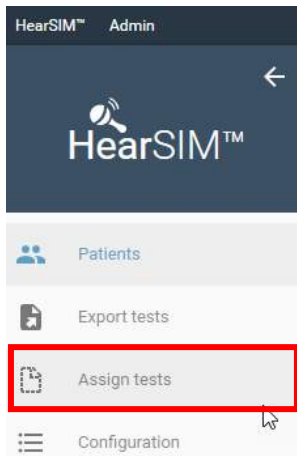 HearSIM™ Admin
HearSIM™
Patients
Export tests
Assign tests
Configuration